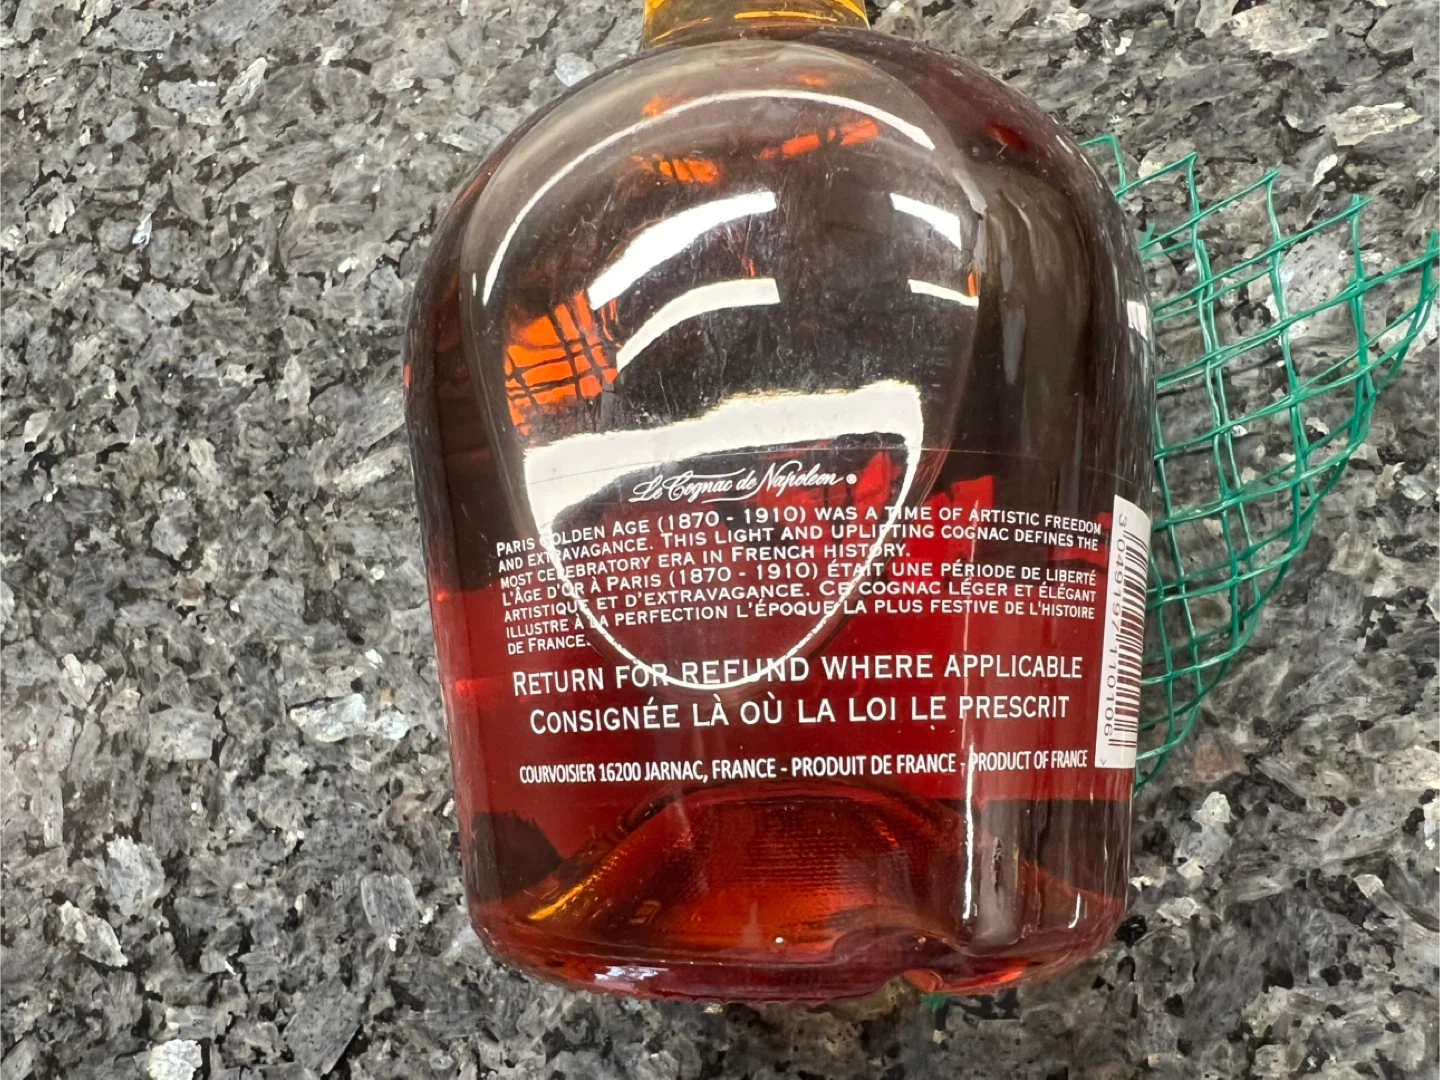 Le Cognac de Napoleon ®
PARIS GOLDEN AGE (1870 - 1910) WAS A TIME OF ARTISTIC FREEDOM
AND EXTRAVAGANCE. THIS LIGHT AND UPLIFTING COGNAC DEFINES THE
MOST CELEBRATORY ERA IN FRENCH HISTORY.
L'ÂGE D'OR À PARIS (1870 - 1910) ÉTAIT UNE PÉRIODE DE LIBERTÉ
ARTISTIQUE ET D'EXTRAVAGANCE. CE COGNAC LÉGER ET ÉLÉGANT
ILLUSTRE À LA PERFECTION L'ÉPOQUE LA PLUS FESTIVE DE L'HISTOIRE
DE FRANCE.
RETURN FOR REFUND WHERE APPLICABLE
CONSIGNÉE LÀ OÙ LA LOI LE PRESCRIT
COURVOISIER 16200 JARNAC, FRANCE - PRODUIT DE FRANCE - PRODUCT OF FRANCE
3 049197 110106